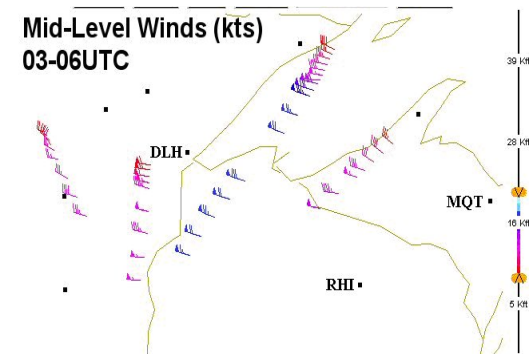 Mid-Level Winds (kts)
03-06UTC
39 Kft
DLH
28 Kft
MQT
16 Kft
RHI
5 Kft